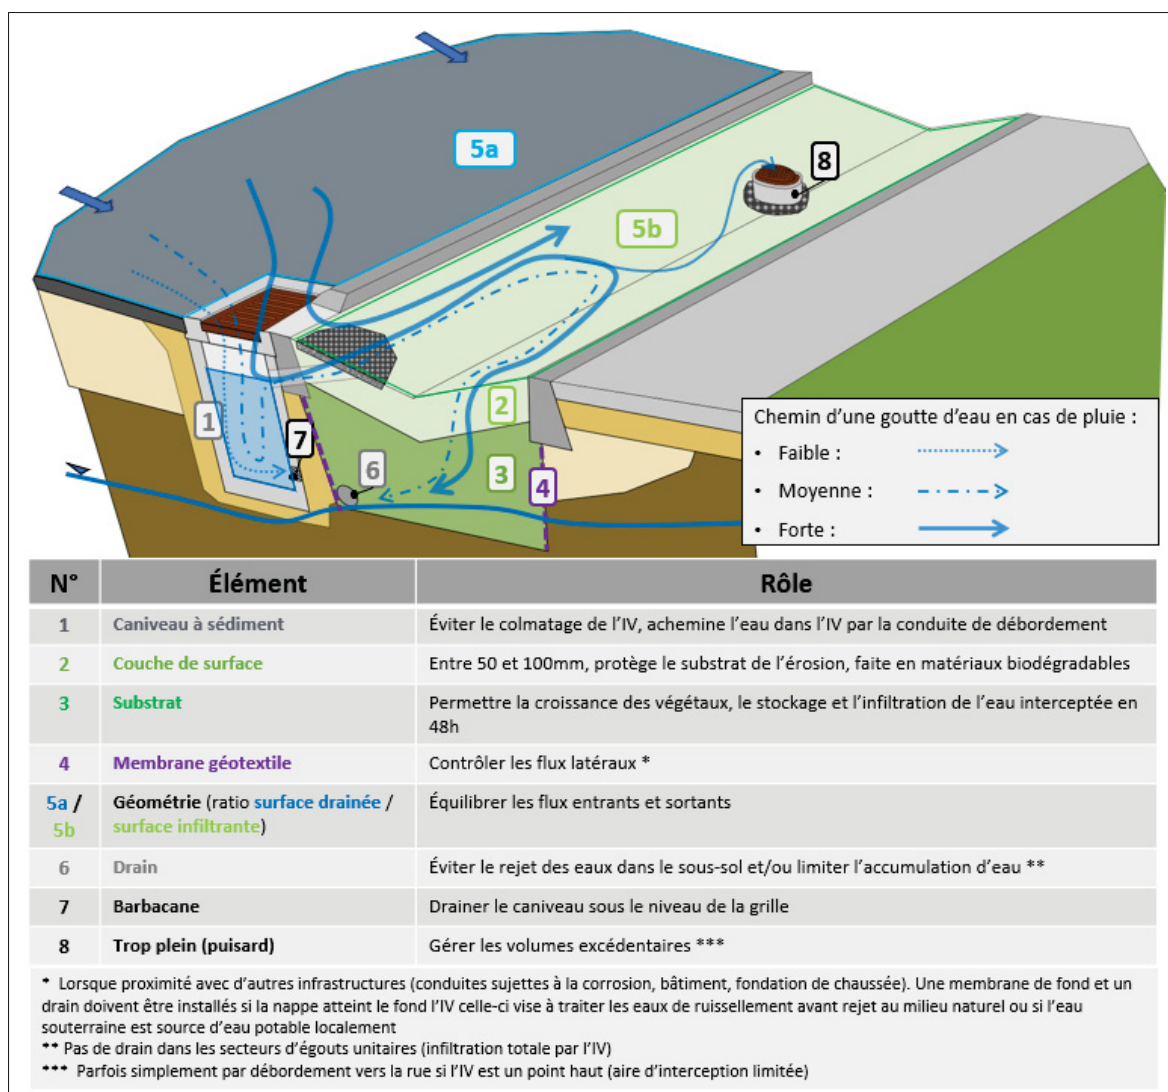 5a
8
5b
1
7
2
6
3
4
Chemin d'une goutte d'eau en cas de pluie :
• Faible :
• Moyenne :
• Forte :
N° Élément Rôle
1 Caniveau à sédiment Éviter le colmatage de l'IV, achemine l'eau dans l'IV par la conduite de débordement
2 Couche de surface Entre 50 et 100mm, protège le substrat de l'érosion, faite en matériaux biodégradables
3 Substrat Permettre la croissance des végétaux, le stockage et l'infiltration de l'eau interceptée en
48h
4 Membrane géotextile Contrôler les flux latéraux *
5a / Géométrie (ratio surface drainée / Équilibrer les flux entrants et sortants
5b surface infiltrante)
6 Drain Éviter le rejet des eaux dans le sous-sol et/ou limiter l'accumulation d'eau **
7 Barbacane Drainer le caniveau sous le niveau de la grille
8 Trop plein (puisard) Gérer les volumes excédentaires ***
* Lorsque proximité avec d'autres infrastructures (conduites sujettes à la corrosion, bâtiment, fondation de chaussée). Une membrane de fond et un
drain doivent être installés si la nappe atteint le fond l'IV celle-ci vise à traiter les eaux de ruissellement avant rejet au milieu naturel ou si l'eau
souterraine est source d'eau potable localement
** Pas de drain dans les secteurs d'égouts unitaires (infiltration totale par l'IV)
*** Parfois simplement par débordement vers la rue si l'IV est un point haut (aire d'interception limitée)